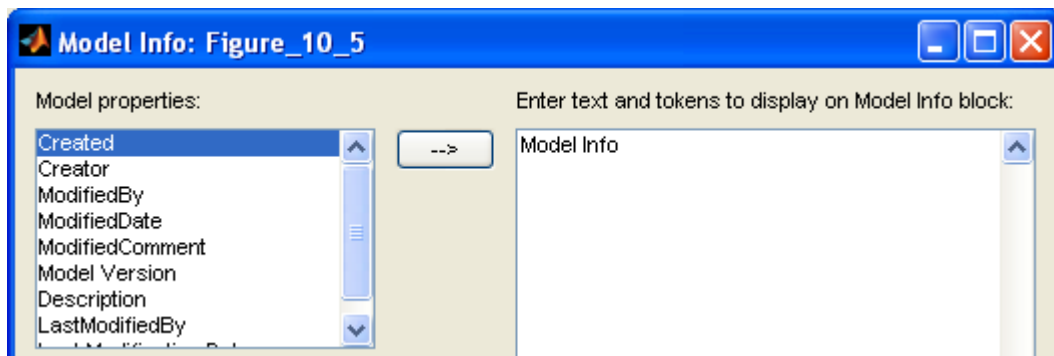 Model Info: Figure_10_5
Model properties:
Created
Creator
ModifiedBy
ModifiedDate
ModifiedComment
Model Version
Description
LastModifiedBy
-->
Enter text and tokens to display on Model Info block:
Model Info